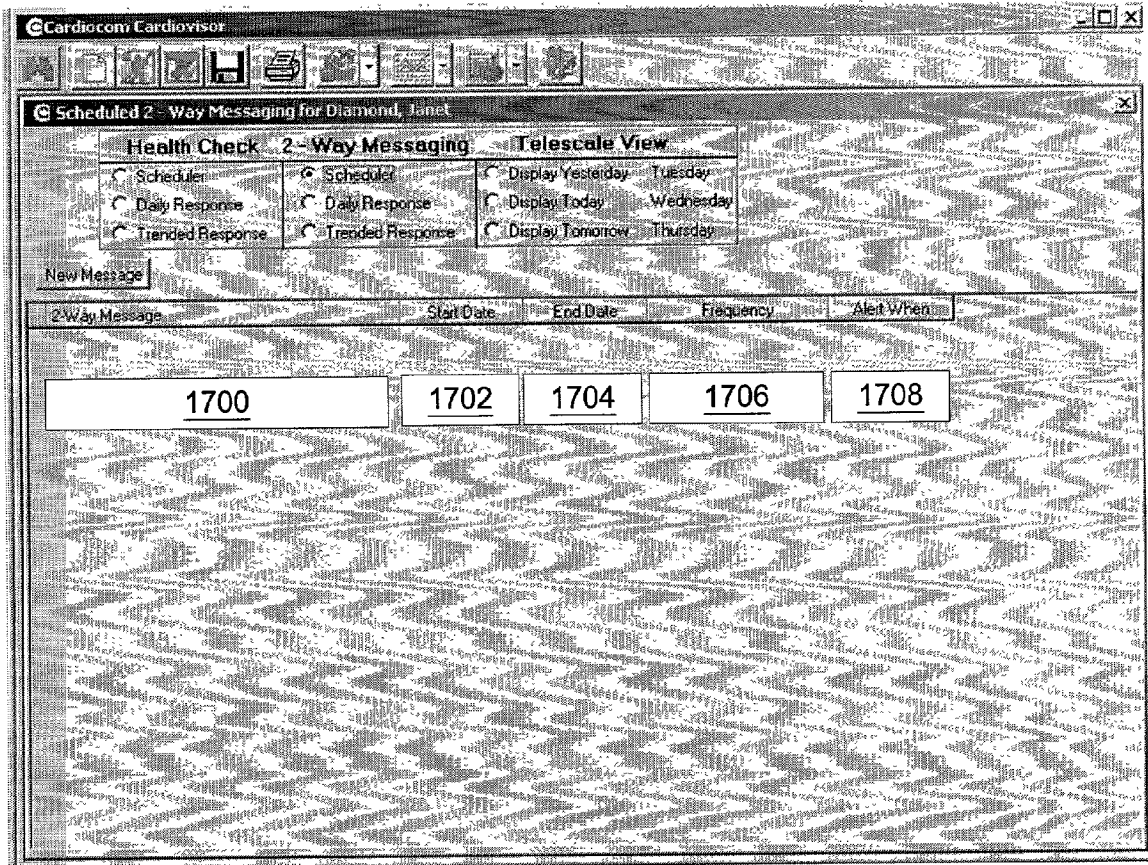 Cardiocom Cardiovisor
Scheduled 2 - Way Messaging for Diamond, Janet
Health Check 2 - Way Messaging Telescale View
Scheduler Scheduler Display Yesterday Tuesday
Daily Response Daily Response Display Today Wednesday
Trended Response Trended Response Display Tomorrow Thursday
New Message
2-Way Message Start Date End Date Frequency Alert When
1700 1702 1704 1706 1708